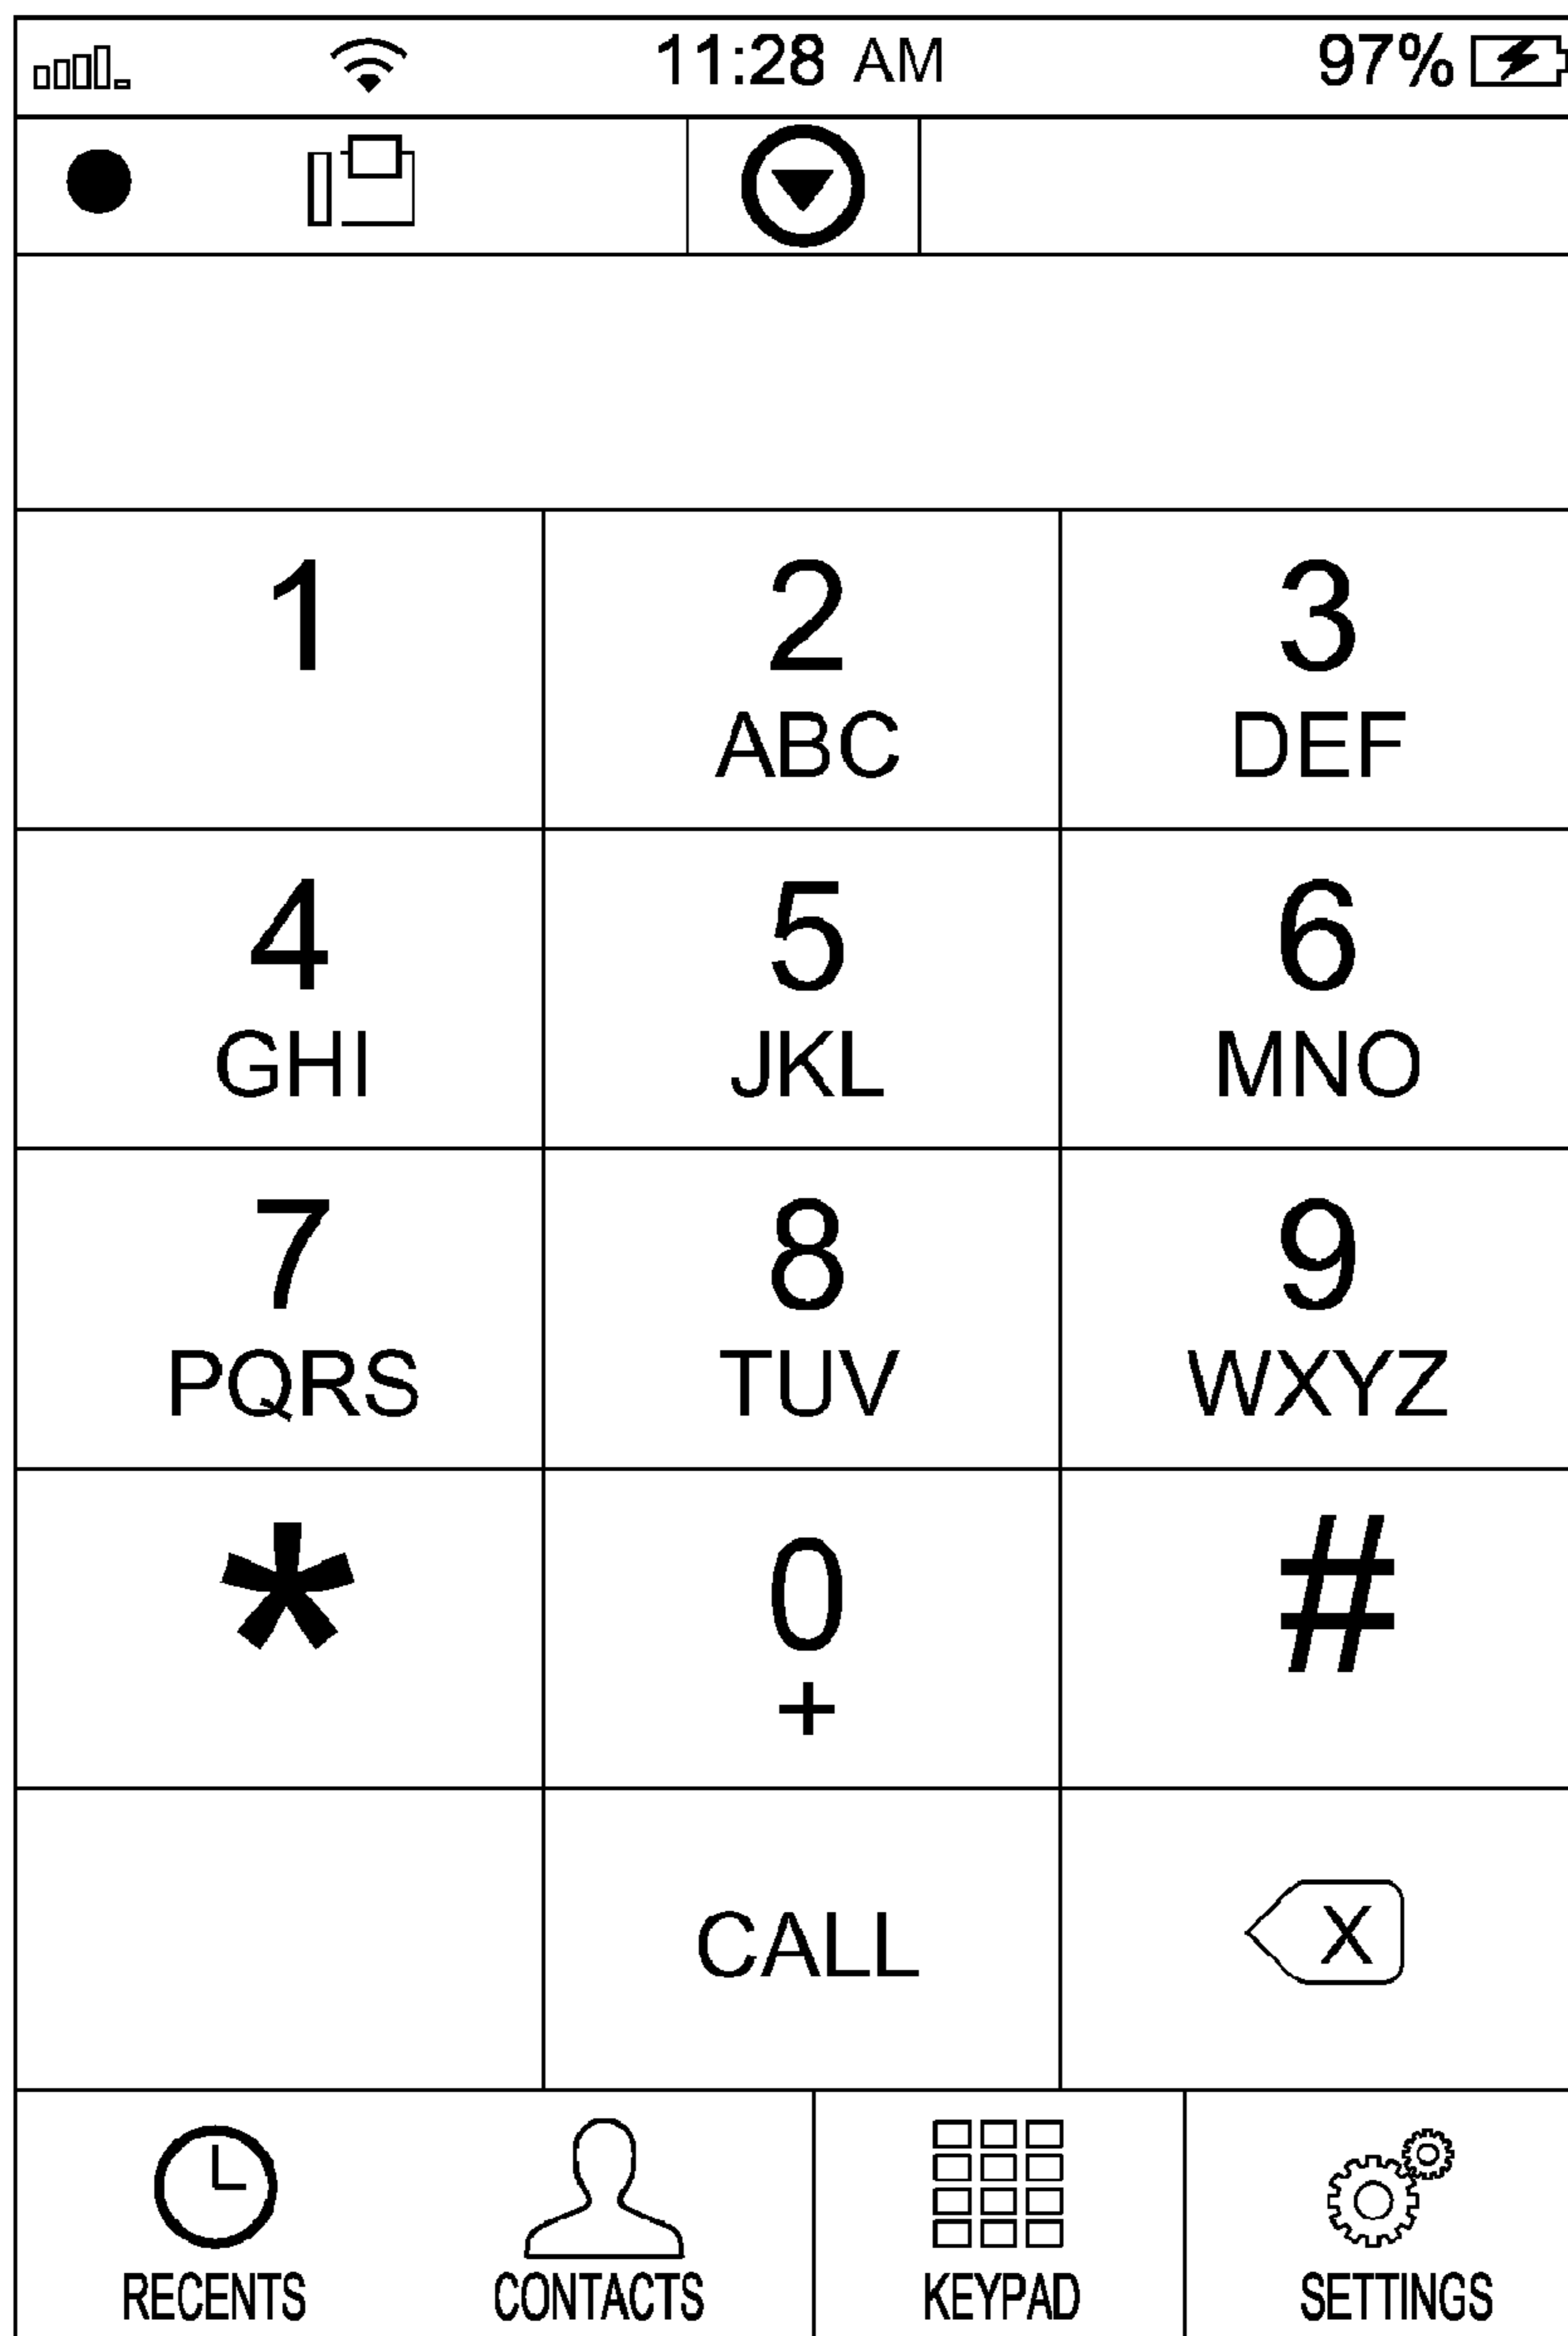 11:28 AM 97%
1 2 3
ABC DEF
4 5 6
GHI JKL MNO
7 8 9
PQRS TUV WXYZ
* 0 #
+
CALL X
RECENTS CONTACTS KEYPAD SETTINGS